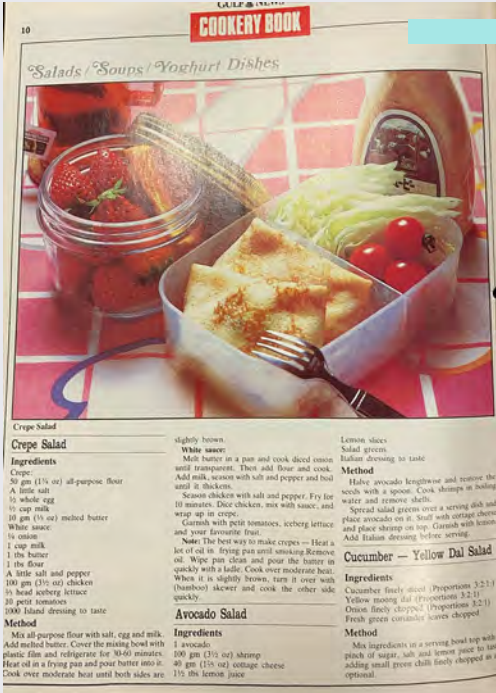 GULF NEWS
10
COOKERY BOOK
Salads / Soups / Yoghurt Dishes
Crepe Salad
Crepe Salad
Ingredients
Crepe:
50 gm (1¾ oz) all-purpose flour
A little salt
½ whole egg
½ cup milk
10 gm (⅓ oz) melted butter
White sauce
¼ onion
1 cup milk
1 tbs butter
1 tbs flour
A little salt and pepper
100 gm (3½ oz) chicken
⅓ head iceberg lettuce
10 petit tomatoes
1000 Island dressing to taste
Method
Mix all-purpose flour with salt, egg and milk.
Add melted butter. Cover the mixing bowl with
plastic film and refrigerate for 30-60 minutes.
Heat oil in a frying pan and pour batter into it.
Cook over moderate heat until both sides are
slightly brown.
White sauce:
Melt butter in a pan and cook diced onion
until transparent. Then add flour and cook.
Add milk, season with salt and pepper and boil
until it thickens.
Season chicken with salt and pepper. Fry for
10 minutes. Dice chicken, mix with sauce, and
wrap up in crepe.
Garnish with petit tomatoes, iceberg lettuce
and your favourite fruit.
Note: The best way to make crepes — Heat a
lot of oil in frying pan until smoking.Remove
oil. Wipe pan clean and pour the batter in
quickly with a ladle. Cook over moderate heat.
When it is slightly brown, turn it over with
(bamboo) skewer and cook the other side
quickly.
Avocado Salad
Ingredients
1 avocado
100 gm (3½ oz) shrimp
40 gm (1⅓ oz) cottage cheese
1½ tbs lemon juice
Lemon slices
Salad greens
Italian dressing to taste
Method
Halve avocado lengthwise and remove the
seeds with a spoon. Cook shrimps in boiling
water and remove shells.
Spread salad greens over a serving dish and
place avocado on it. Stuff with cottage cheese
and place shrimp on top. Garnish with lemon.
Add Italian dressing before serving.
Cucumber — Yellow Dal Salad
Ingredients
Cucumber finely diced (Proportions 3:2:1)
Yellow moong dal (Proportions 3:2:1)
Onion finely chopped (Proportions 3:2:1)
Fresh green coriander leaves chopped
Method
Mix ingredients in a serving bowl top with
pinch of sugar, salt and lemon juice to taste
adding small green chilli finely chopped is
optional.